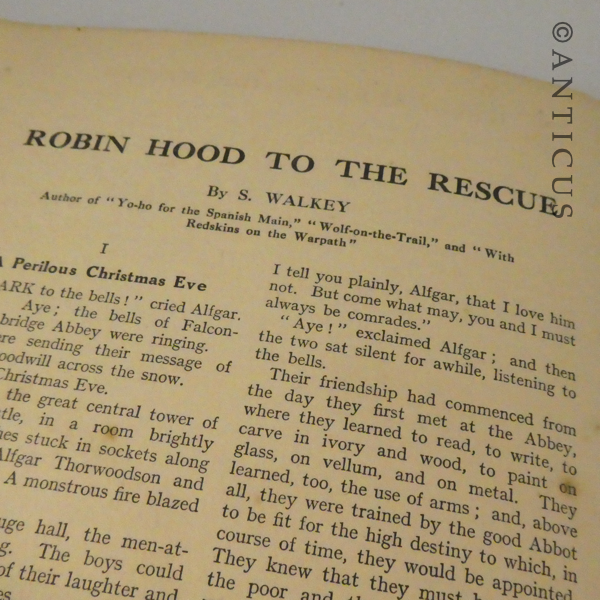 ROBIN HOOD TO THE RESCUE
By S. WALKEY
Author of "Yo-ho for the Spanish Main," "Wolf-on-the-Trail," and "With
Redskins on the Warpath"
I
A Perilous Christmas Eve
ARK to the bells!" cried Alfgar.
Aye; the bells of Falcon-
bridge Abbey were ringing.
ere sending their message of
oodwill across the snow.
Christmas Eve.
the great central tower of
tle, in a room brightly
hes stuck in sockets along
Alfgar Thorwoodson and
A monstrous fire blazed
uge hall, the men-at-
g. The boys could
of their laughter and
es.
I tell you plainly, Alfgar, that I love him
not. But come what may, you and I must
always be comrades."
"Aye!" exclaimed Alfgar; and then
the two sat silent for awhile, listening to
the bells.
Their friendship had commenced from
the day they first met at the Abbey,
where they learned to read, to write, to
carve in ivory and wood, to paint on
glass, on vellum, and on metal. They
learned, too, the use of arms; and, above
all, they were trained by the good Abbot
to be fit for the high destiny to which, in
course of time, they would be appointed
They knew that they must
the poor and
© ANTICUS